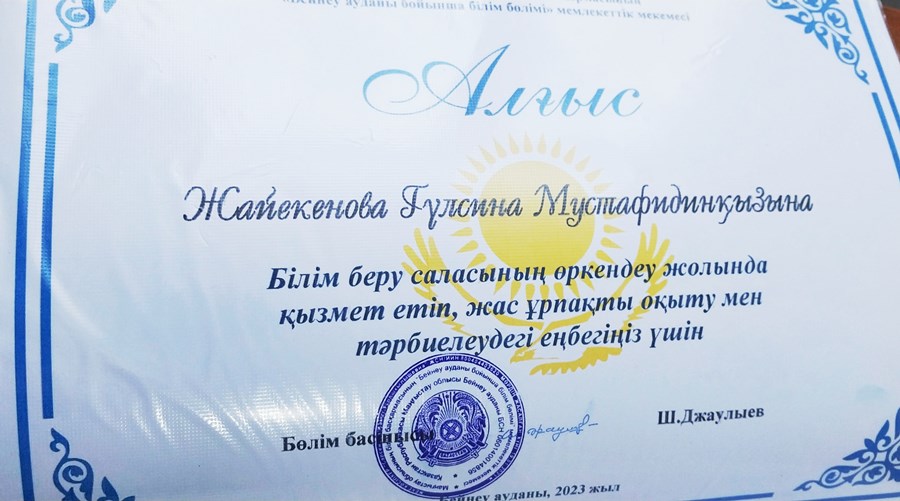 «Бейнеу ауданы бойынша білім бөлімі» мемлекеттік мекемесі
Алғыс
Жайекенова Гүлсина Мустафидинқызына
Білім беру саласының өркендеу жолында
қызмет етіп, жас ұрпақты оқыту мен
тәрбиелеудегі еңбегіңіз үшін
Бөлім басшысы
Ш.Джаулыев
Бейнеу ауданы, 2023 жыл